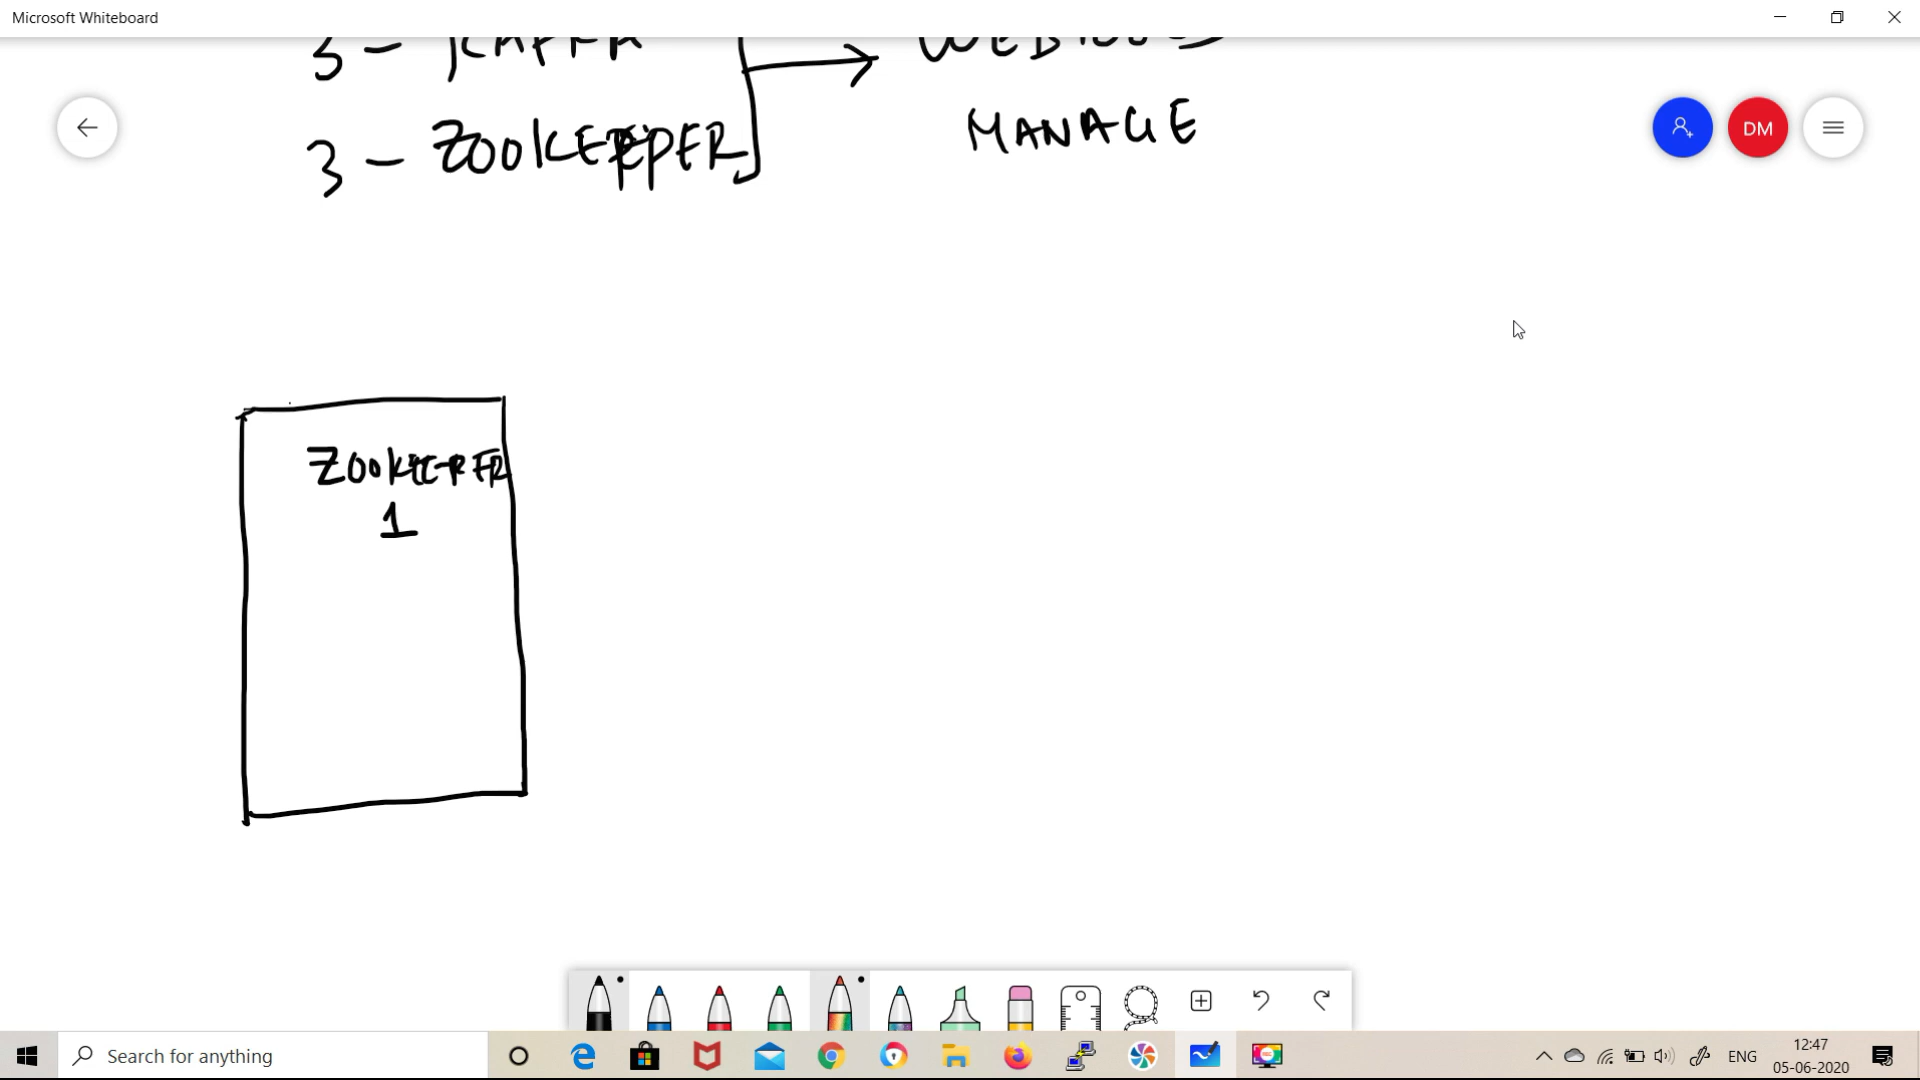 Microsoft Whiteboard
3 - KAFKA
3 - ZOOKEEPER
MANAGE
DM
ZOOKEEPER
1
Search for anything
ENG
12:47
05-06-2020